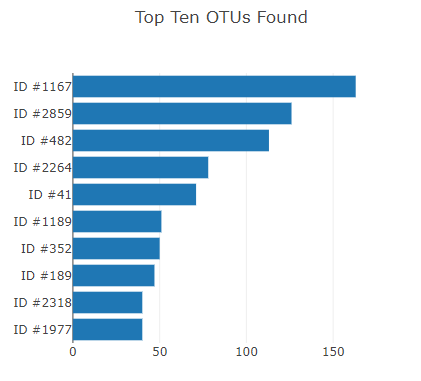 Top Ten OTUs Found
ID #1167
ID #2859
ID #482
ID #2264
ID #41
ID #1189
ID #352
ID #189
ID #2318
ID #1977
0 50 100 150